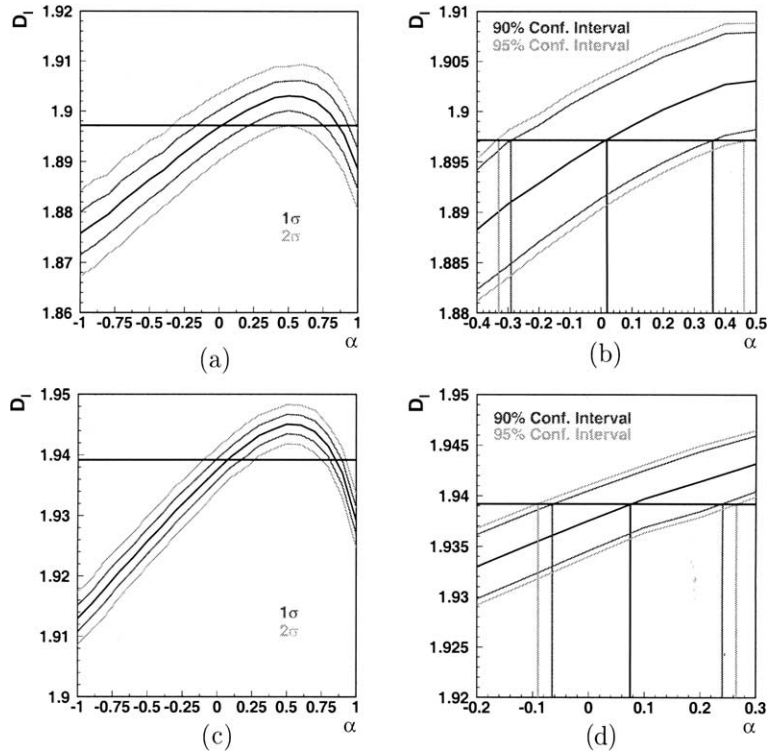 D_I
1.92
1.91
1.9
1.89
1.88
1.87
1.86
1σ
2σ
-1 -0.75 -0.5 -0.25 0 0.25 0.5 0.75 1
α
(a)
D_I
1.91
1.905
1.9
1.895
1.89
1.885
1.88
90% Conf. Interval
95% Conf. Interval
-0.4 -0.3 -0.2 -0.1 0 0.1 0.2 0.3 0.4 0.5
α
(b)
D_I
1.95
1.94
1.93
1.92
1.91
1.9
1σ
2σ
-1 -0.75 -0.5 -0.25 0 0.25 0.5 0.75 1
α
(c)
D_I
1.95
1.945
1.94
1.935
1.93
1.925
1.92
90% Conf. Interval
95% Conf. Interval
-0.2 -0.1 0 0.1 0.2 0.3
α
(d)